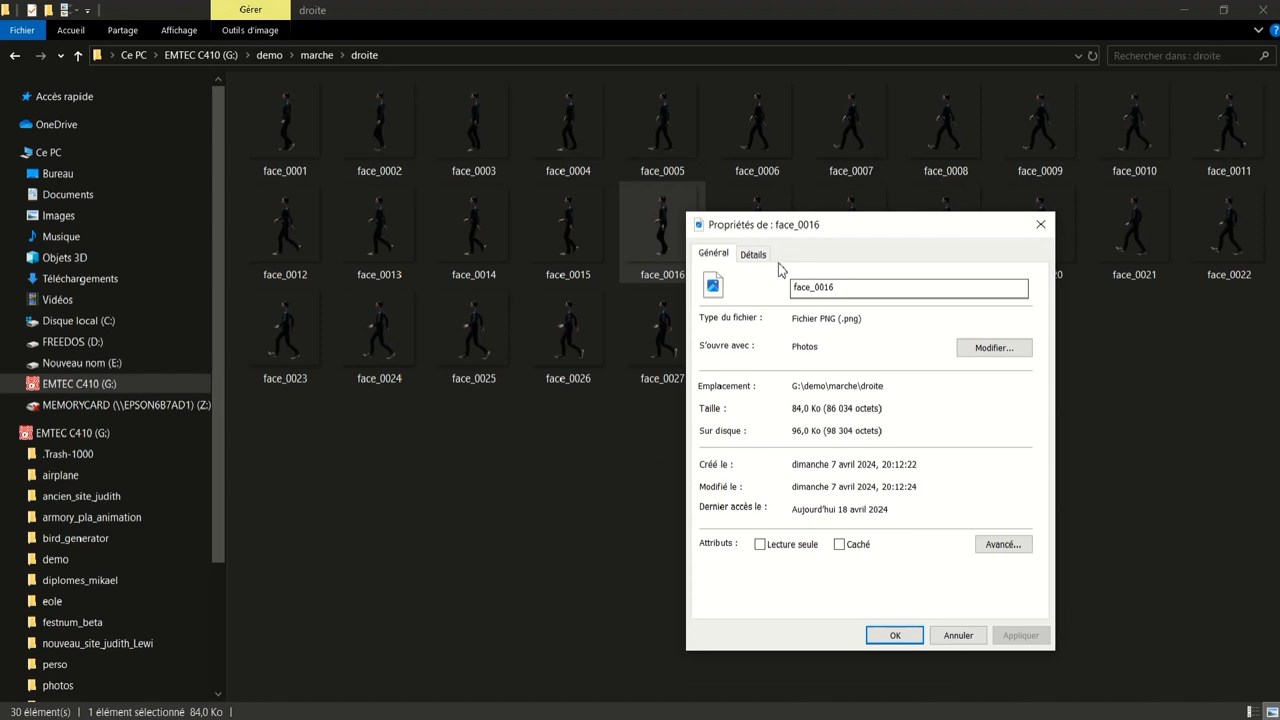 Gérer
droite
Fichier
Accueil
Partage
Affichage
Outils d'image
Ce PC
EMTEC C410 (G:)
demo
marche
droite
Rechercher dans : droite
Accès rapide
OneDrive
Ce PC
Bureau
Documents
Images
Musique
Objets 3D
Téléchargements
Vidéos
Disque local (C:)
FREEDOS (D:)
Nouveau nom (E:)
EMTEC C410 (G:)
MEMORYCARD (\\EPSON6B7AD1) (Z:)
EMTEC C410 (G:)
.Trash-1000
airplane
ancien_site_judith
armory_pla_animation
bird_generator
demo
diplomes_mikael
eole
festnum_beta
nouveau_site_judith_Lewi
perso
photos
face_0001
face_0002
face_0003
face_0004
face_0005
face_0006
face_0007
face_0008
face_0009
face_0010
face_0011
face_0012
face_0013
face_0014
face_0015
face_0016
20
face_0021
face_0022
face_0023
face_0024
face_0025
face_0026
face_0027
Propriétés de : face_0016
Général
Détails
face_0016
Type du fichier :
Fichier PNG (.png)
S'ouvre avec :
Photos
Modifier...
Emplacement :
G:\demo\marche\droite
Taille :
84,0 Ko (86 034 octets)
Sur disque :
96,0 Ko (98 304 octets)
Créé le :
dimanche 7 avril 2024, 20:12:22
Modifié le :
dimanche 7 avril 2024, 20:12:24
Dernier accès le :
Aujourd'hui 18 avril 2024
Attributs :
Lecture seule
Caché
Avancé...
OK
Annuler
Appliquer
30 élément(s)
1 élément sélectionné 84,0 Ko